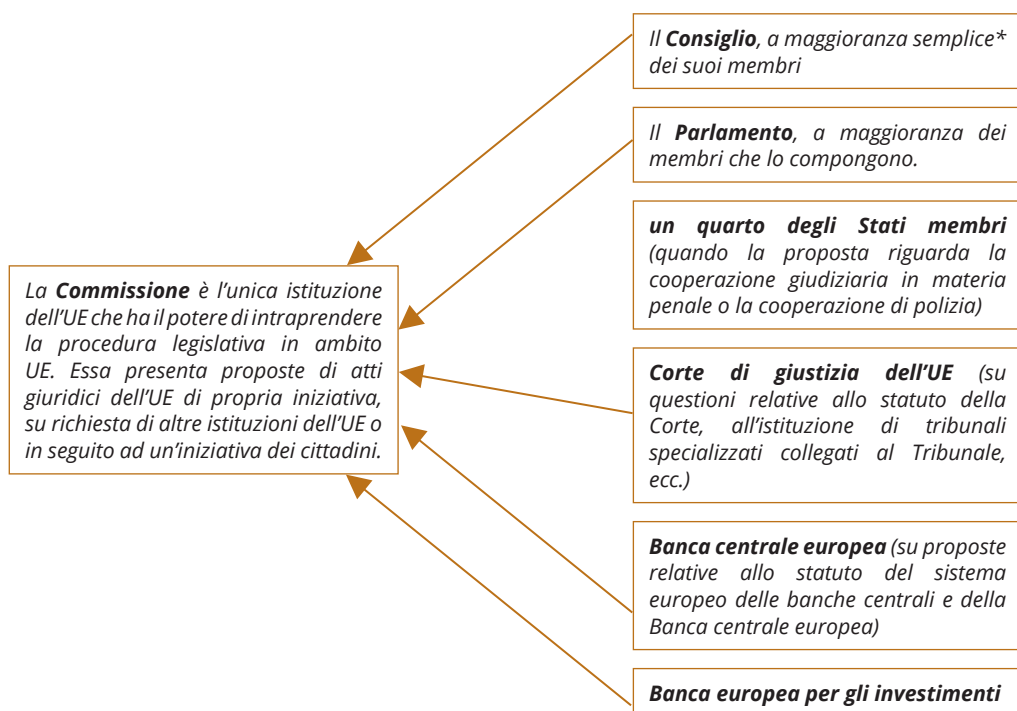 Il Consiglio, a maggioranza semplice*
dei suoi membri
Il Parlamento, a maggioranza dei
membri che lo compongono.
un quarto degli Stati membri
(quando la proposta riguarda la
cooperazione giudiziaria in materia
penale o la cooperazione di polizia)
La Commissione è l’unica istituzione
dell’UE che ha il potere di intraprendere
la procedura legislativa in ambito
UE. Essa presenta proposte di atti
giuridici dell’UE di propria iniziativa,
su richiesta di altre istituzioni dell’UE o
in seguito ad un’iniziativa dei cittadini.
Corte di giustizia dell’UE (su
questioni relative allo statuto della
Corte, all’istituzione di tribunali
specializzati collegati al Tribunale,
ecc.)
Banca centrale europea (su proposte
relative allo statuto del sistema
europeo delle banche centrali e della
Banca centrale europea)
Banca europea per gli investimenti